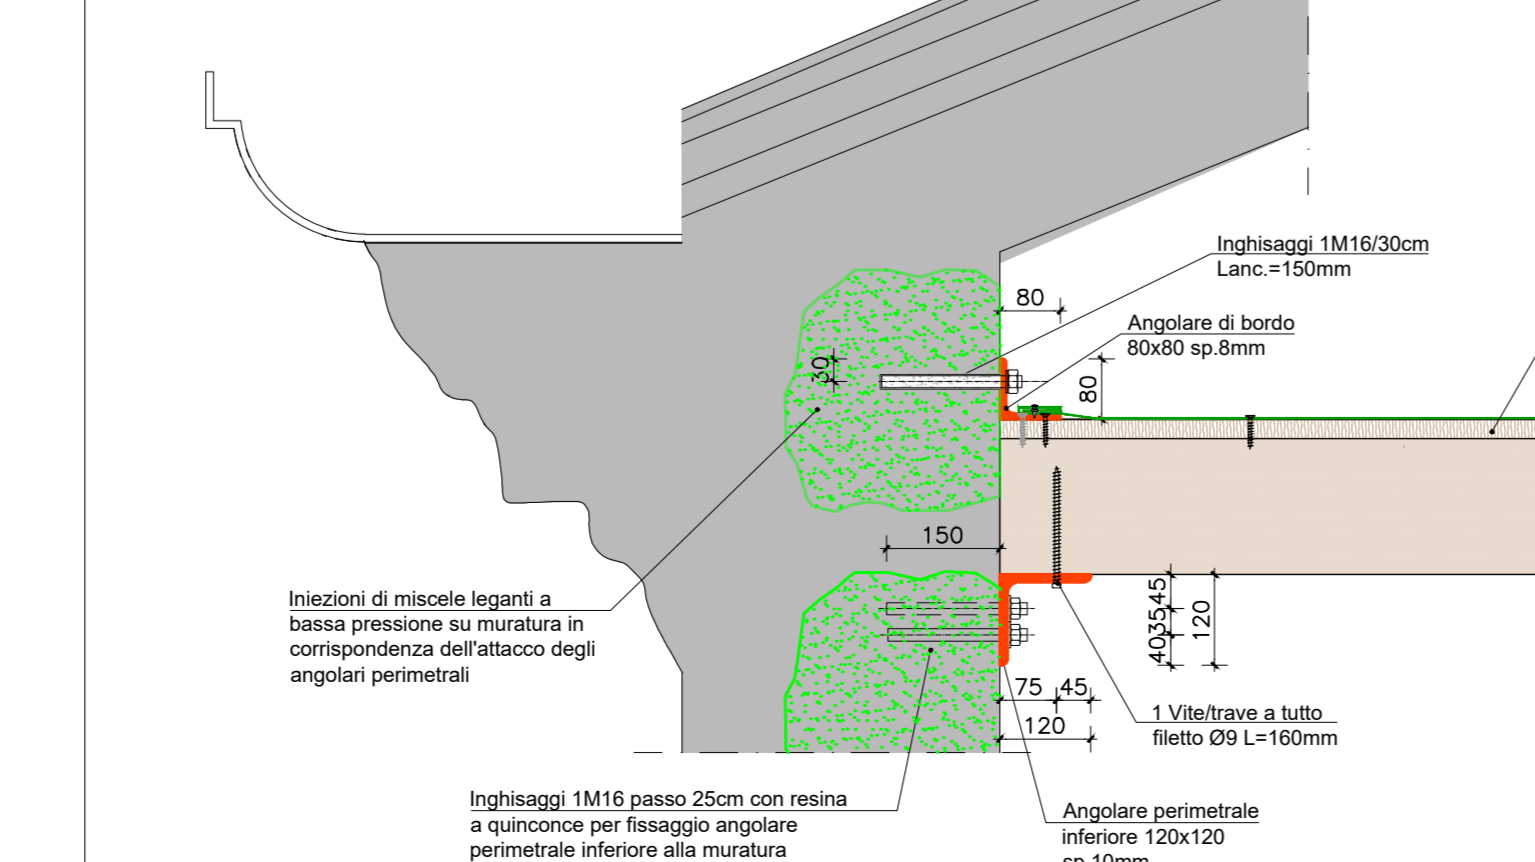 Inghisaggi 1M16/30cm
Lanc.=150mm
80
Angolare di bordo
80x80 sp.8mm
30
80
150
Iniezioni di miscele leganti a
bassa pressione su muratura in
corrispondenza dell'attacco degli
angolari perimetrali
45
35
40
120
75
45
120
1 Vite/trave a tutto
filetto Ø9 L=160mm
Inghisaggi 1M16 passo 25cm con resina
a quinconce per fissaggio angolare
perimetrale inferiore alla muratura
Angolare perimetrale
inferiore 120x120
sp.10mm